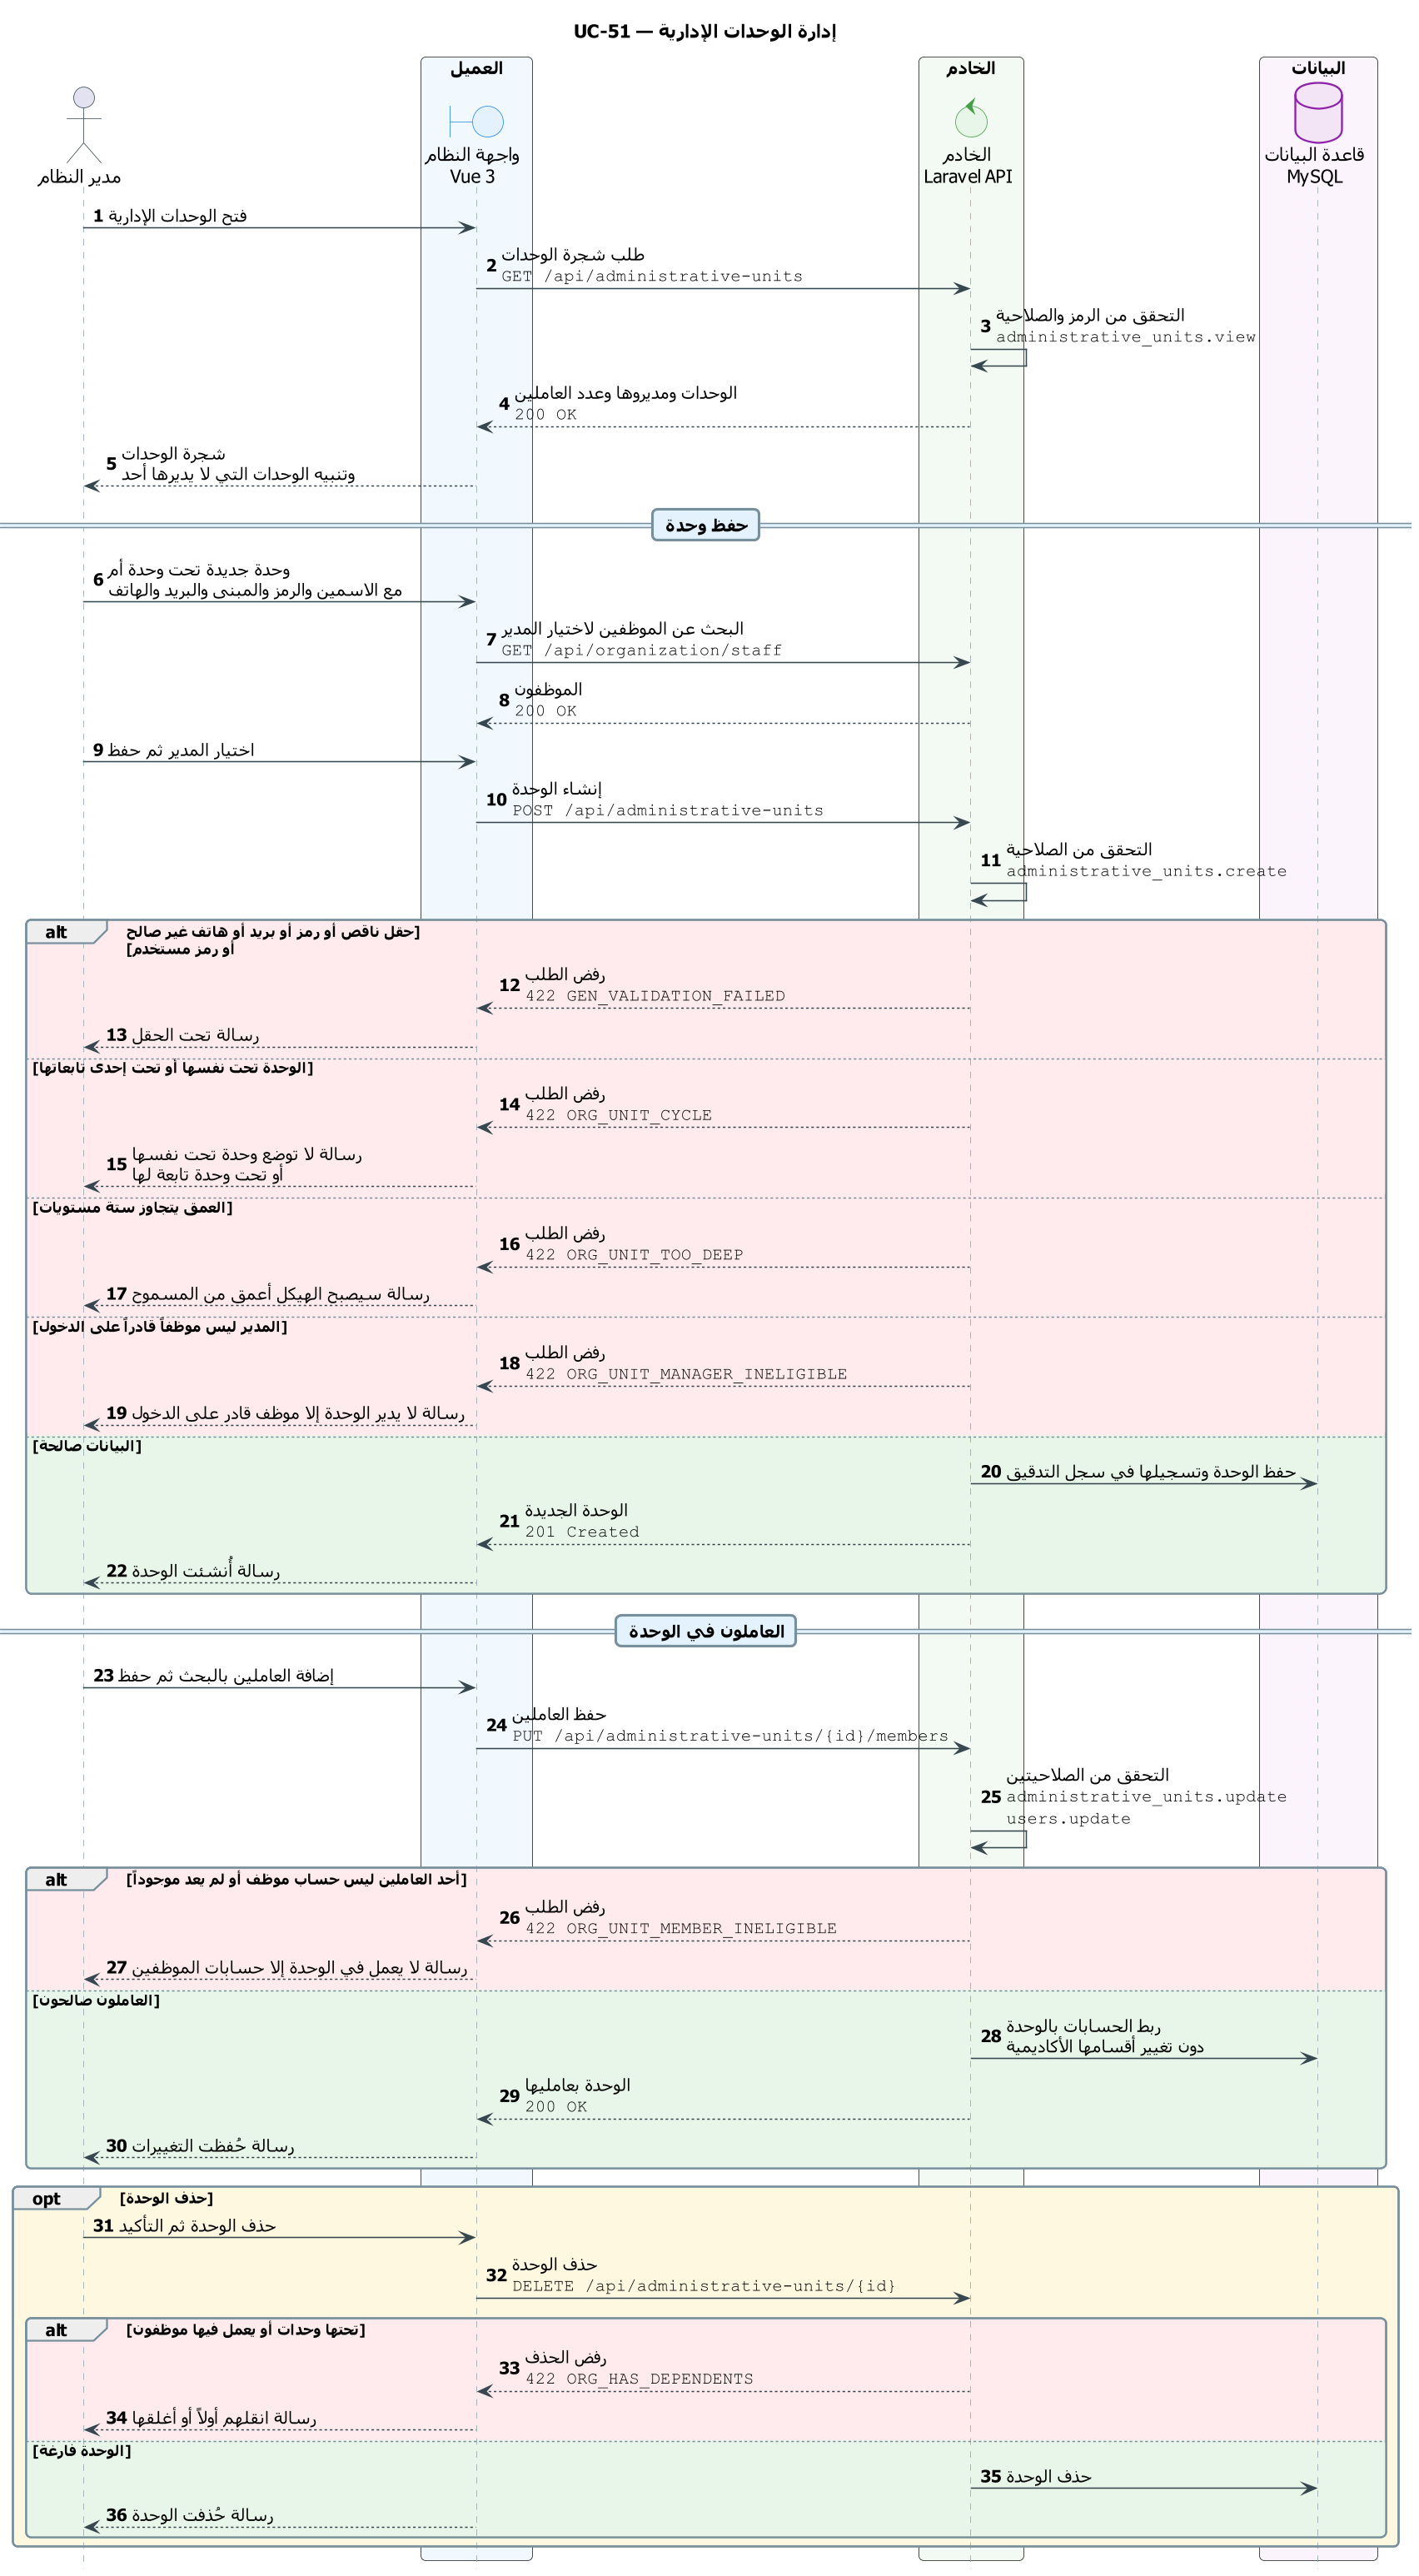 UC-51 — إدارة الوحدات الإدارية
العميل
الخادم
البيانات
مدير النظام
واجهة النظام
Vue 3
الخادم
Laravel API
قاعدة البيانات
MySQL
1 فتح الوحدات الإدارية
2 طلب شجرة الوحدات
GET /api/administrative-units
3 التحقق من الرمز والصلاحية
administrative_units.view
4 الوحدات ومديروها وعدد العاملين
200 OK
5 شجرة الوحدات
وتنبيه الوحدات التي لا يديرها أحد
حفظ وحدة
6 وحدة جديدة تحت وحدة أم
مع الاسمين والرمز والمبنى والبريد والهاتف
7 البحث عن الموظفين لاختيار المدير
GET /api/organization/staff
8 الموظفون
200 OK
9 اختيار المدير ثم حفظ
10 إنشاء الوحدة
POST /api/administrative-units
11 التحقق من الصلاحية
administrative_units.create
alt [حقل ناقص أو رمز أو بريد أو هاتف غير صالح
أو رمز مستخدم]
12 رفض الطلب
422 GEN_VALIDATION_FAILED
13 رسالة تحت الحقل
[الوحدة تحت نفسها أو تحت إحدى تابعاتها]
14 رفض الطلب
422 ORG_UNIT_CYCLE
15 رسالة لا توضع وحدة تحت نفسها
أو تحت وحدة تابعة لها
[العمق يتجاوز ستة مستويات]
16 رفض الطلب
422 ORG_UNIT_TOO_DEEP
17 رسالة سيصبح الهيكل أعمق من المسموح
[المدير ليس موظفاً قادراً على الدخول]
18 رفض الطلب
422 ORG_UNIT_MANAGER_INELIGIBLE
19 رسالة لا يدير الوحدة إلا موظف قادر على الدخول
[البيانات صالحة]
20 حفظ الوحدة وتسجيلها في سجل التدقيق
21 الوحدة الجديدة
201 Created
22 رسالة أُنشئت الوحدة
العاملون في الوحدة
23 إضافة العاملين بالبحث ثم حفظ
24 حفظ العاملين
PUT /api/administrative-units/{id}/members
25 التحقق من الصلاحيتين
administrative_units.update
users.update
alt [أحد العاملين ليس حساب موظف أو لم يعد موجوداً]
26 رفض الطلب
422 ORG_UNIT_MEMBER_INELIGIBLE
27 رسالة لا يعمل في الوحدة إلا حسابات الموظفين
[العاملون صالحون]
28 ربط الحسابات بالوحدة
دون تغيير أقسامها الأكاديمية
29 الوحدة بعامليها
200 OK
30 رسالة حُفظت التغييرات
opt [حذف الوحدة]
31 حذف الوحدة ثم التأكيد
32 حذف الوحدة
DELETE /api/administrative-units/{id}
alt [تحتها وحدات أو يعمل فيها موظفون]
33 رفض الحذف
422 ORG_HAS_DEPENDENTS
34 رسالة انقلهم أولاً أو أغلقها
[الوحدة فارغة]
35 حذف الوحدة
36 رسالة حُذفت الوحدة